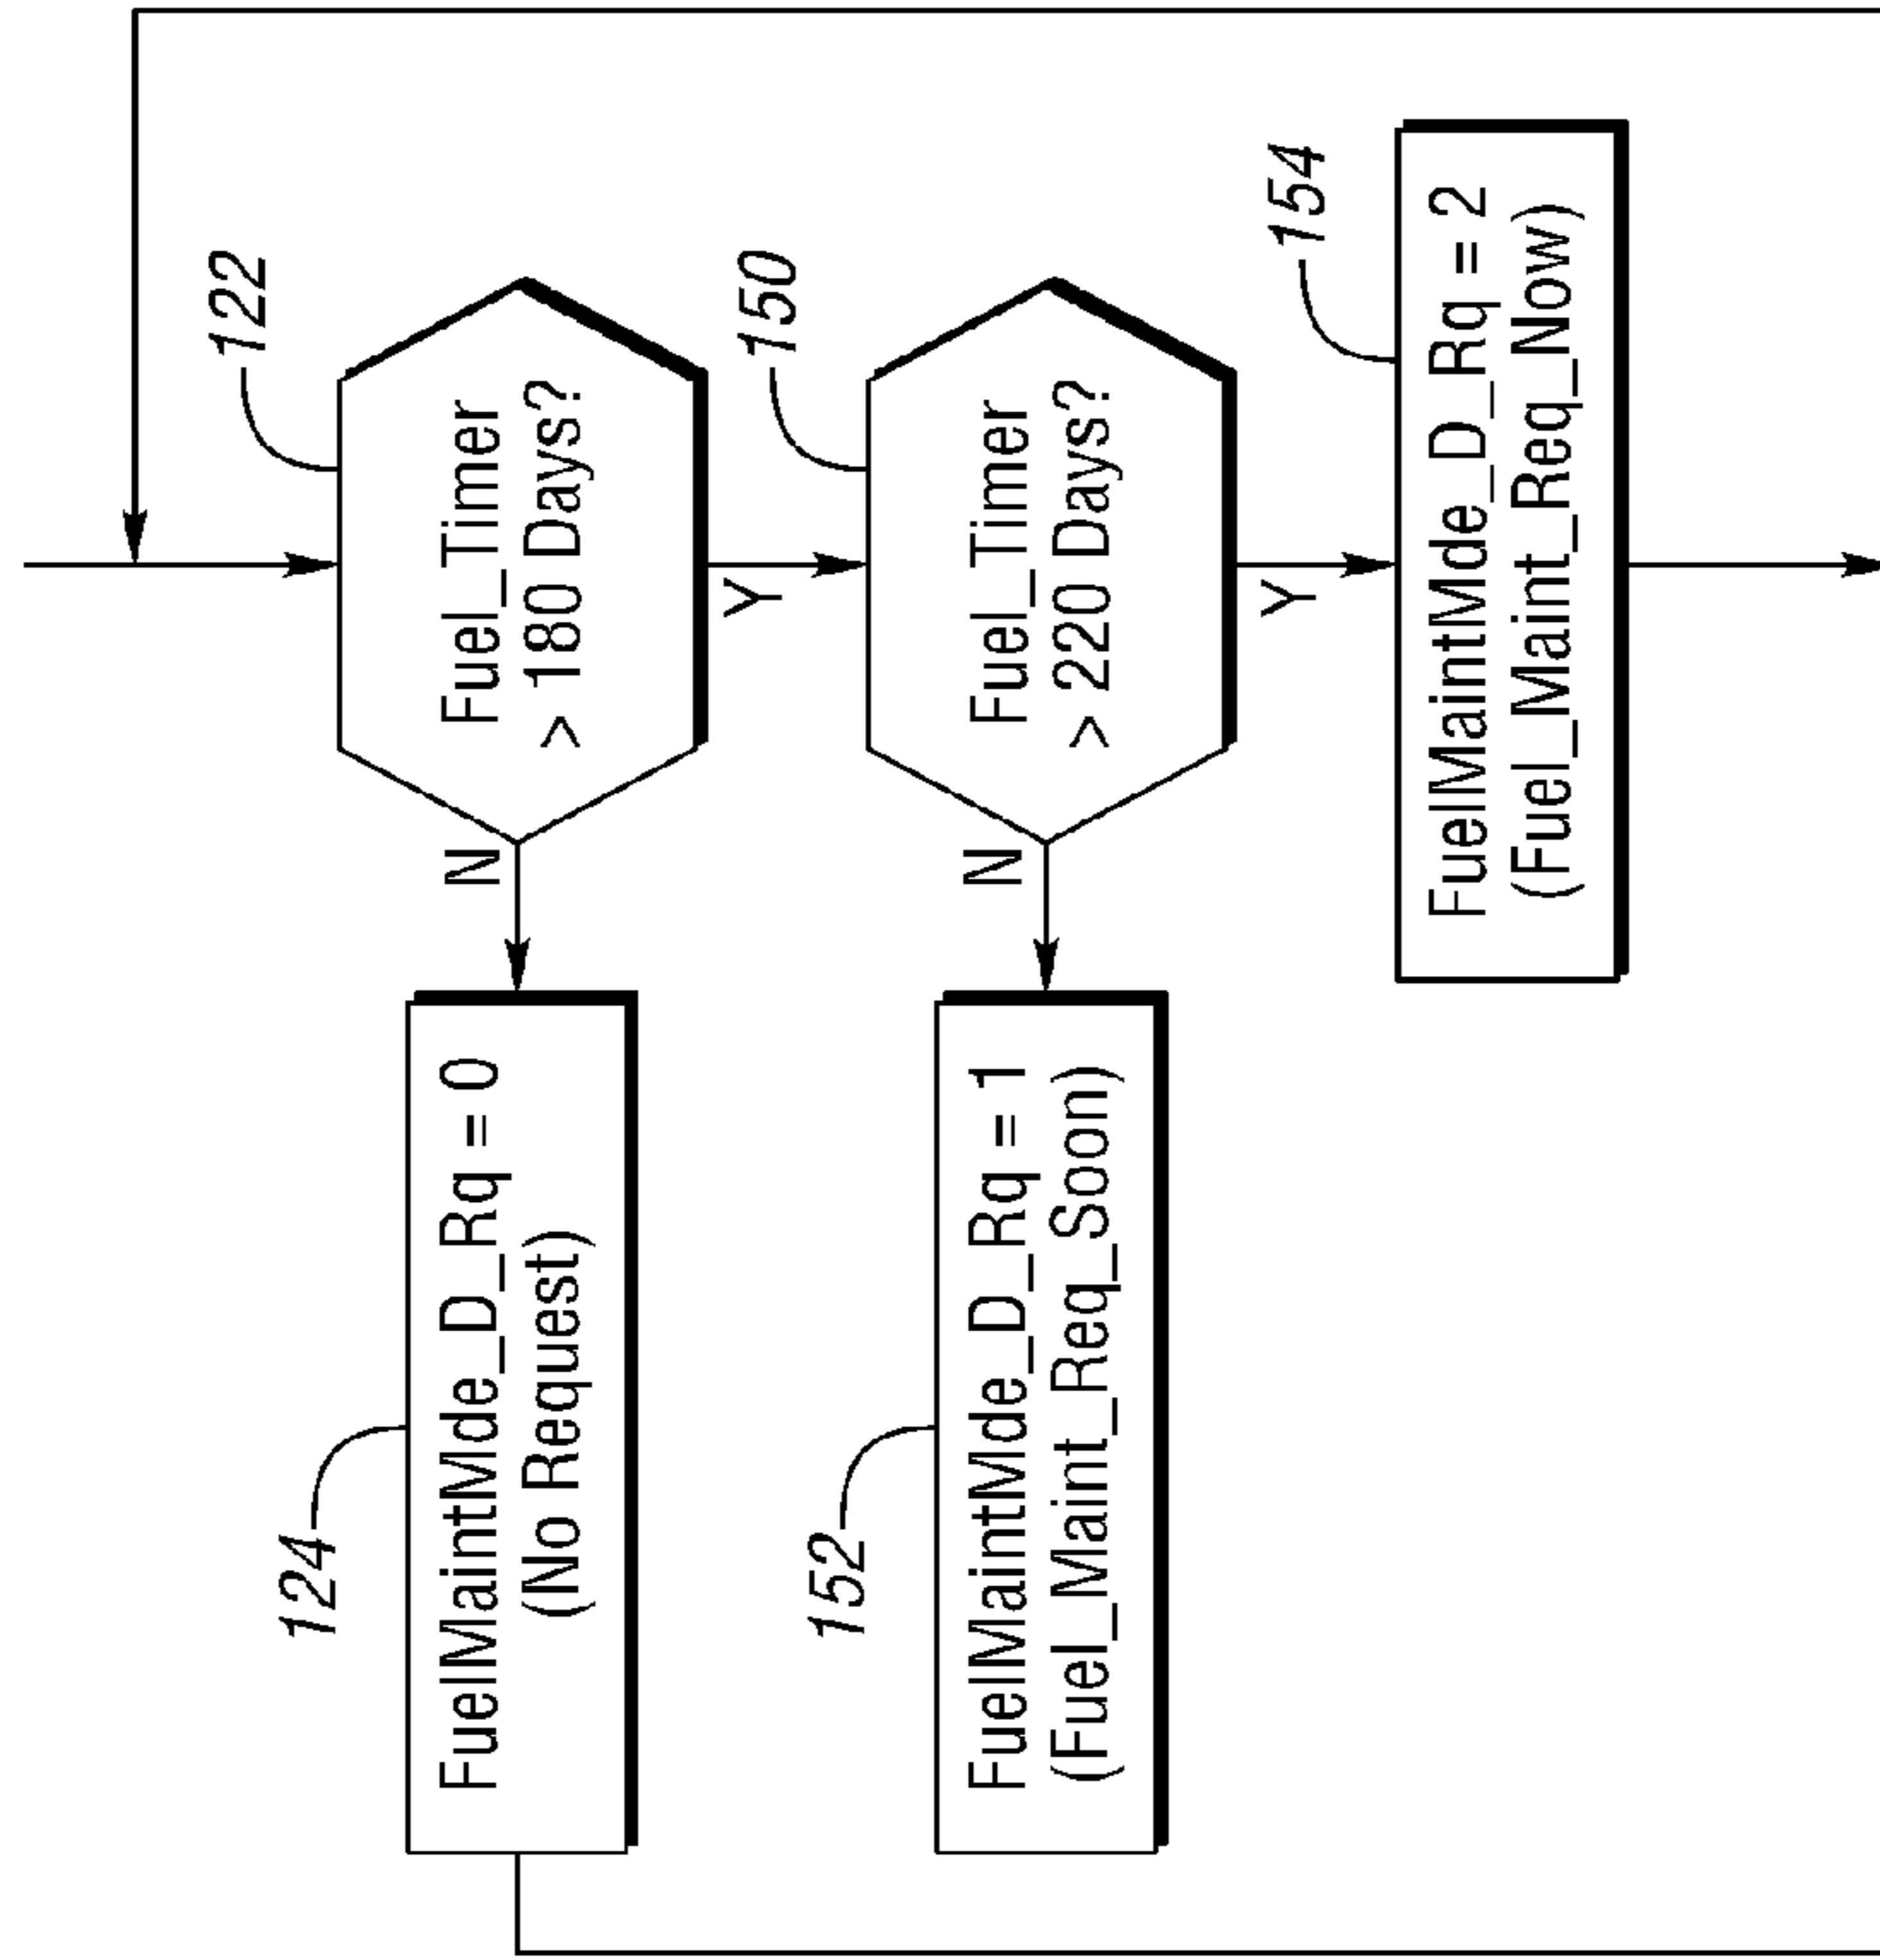 122
Fuel_Timer
> 180 Days?
Y
N
124
FuelMaintMde_D_Rq = 0
(No Request)
150
Fuel_Timer
> 220 Days?
Y
N
152
FuelMaintMde_D_Rq = 1
(Fuel_Maint_Req_Soon)
154
FuelMaintMde_D_Rq = 2
(Fuel_Maint_Req_Now)